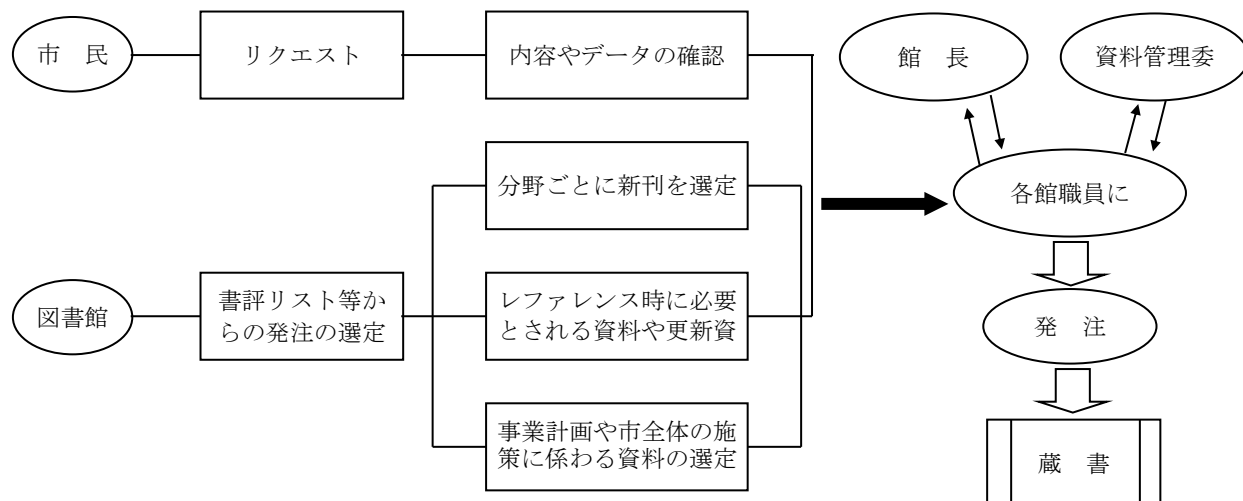 市　民
リクエスト
内容やデータの確認
館　長
資料管理委
分野ごとに新刊を選定
各館職員に
図書館
書評リスト等か
らの発注の選定
レファレンス時に必要
とされる資料や更新資
発　注
事業計画や市全体の施
策に係わる資料の選定
蔵　書